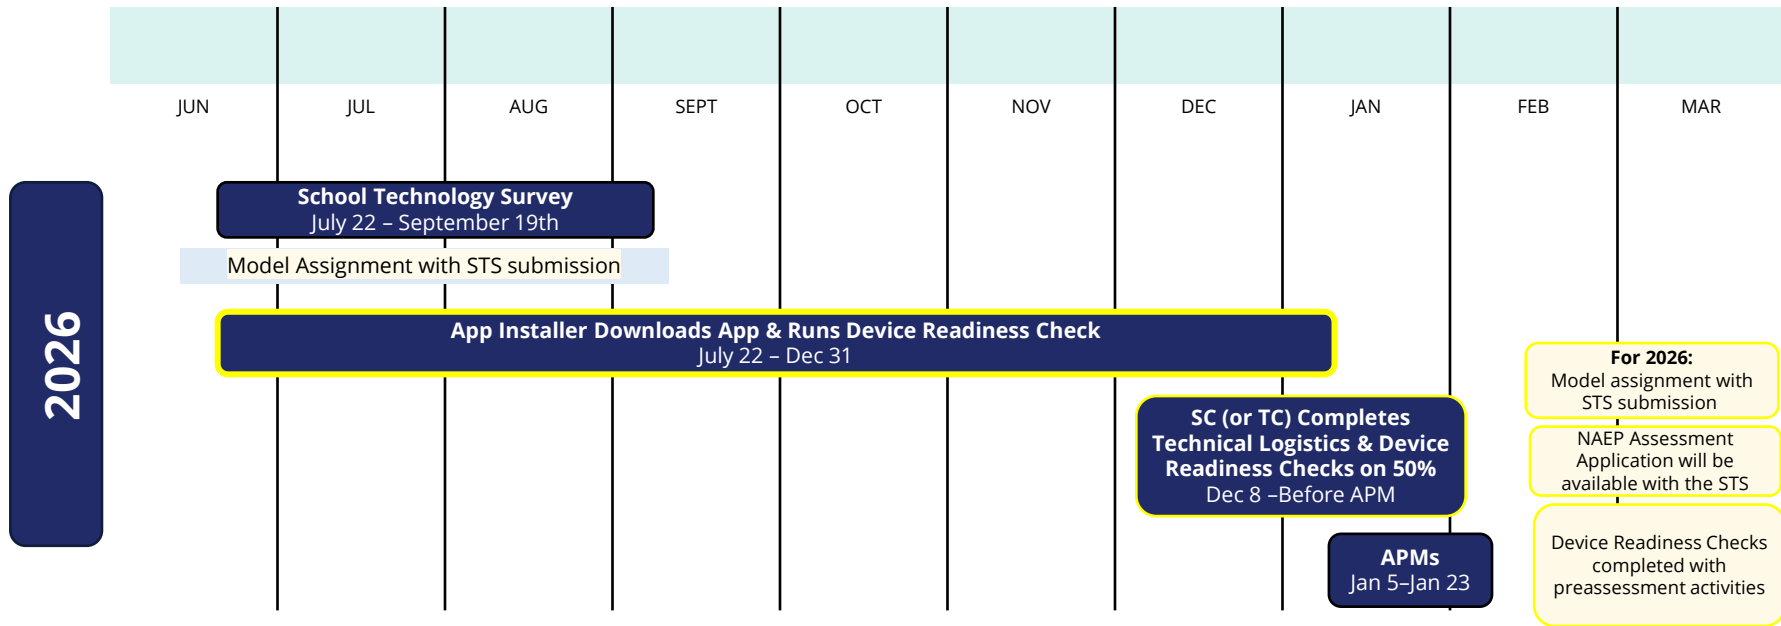 JUN
JUL
AUG
SEPT
OCT
NOV
DEC
JAN
FEB
MAR
2026
School Technology Survey
July 22 – September 19th
Model Assignment with STS submission
App Installer Downloads App & Runs Device Readiness Check
July 22 – Dec 31
SC (or TC) Completes
Technical Logistics & Device
Readiness Checks on 50%
Dec 8 –Before APM
APMs
Jan 5–Jan 23
For 2026:
Model assignment with
STS submission
NAEP Assessment
Application will be
available with the STS
Device Readiness Checks
completed with
preassessment activities